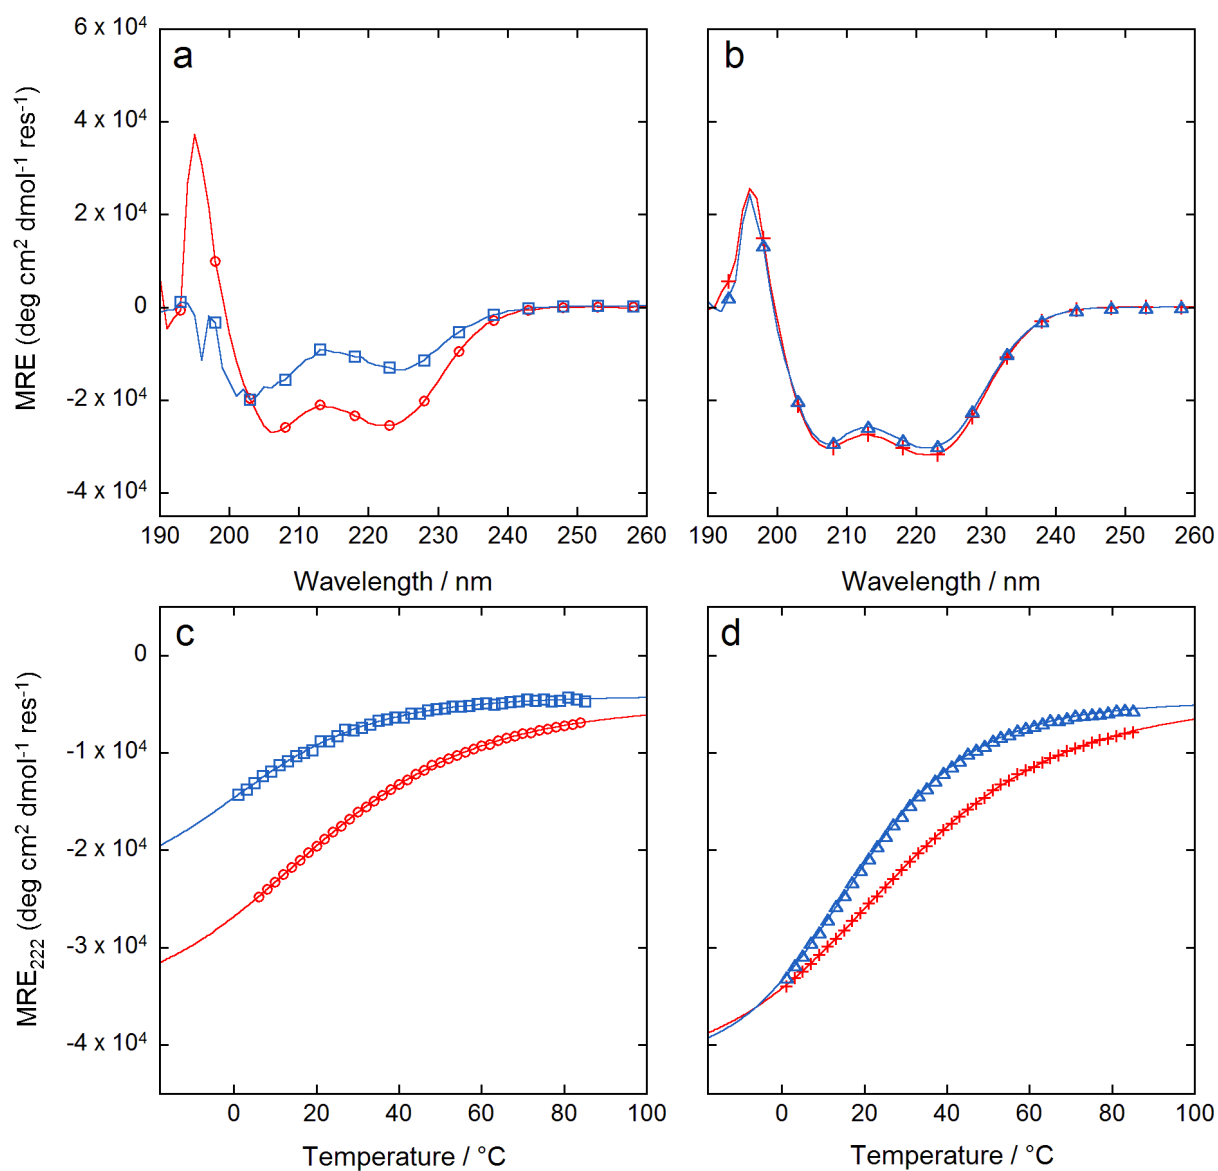 a
b
6 x 10⁴
4 x 10⁴
2 x 10⁴
0
-2 x 10⁴
-4 x 10⁴
MRE (deg cm² dmol⁻¹ res⁻¹)
190 200 210 220 230 240 250 260
190 200 210 220 230 240 250 260
Wavelength / nm
Wavelength / nm
c
d
0
-1 x 10⁴
-2 x 10⁴
-3 x 10⁴
-4 x 10⁴
MRE₂₂₂ (deg cm² dmol⁻¹ res⁻¹)
0 20 40 60 80 100
0 20 40 60 80 100
Temperature / °C
Temperature / °C